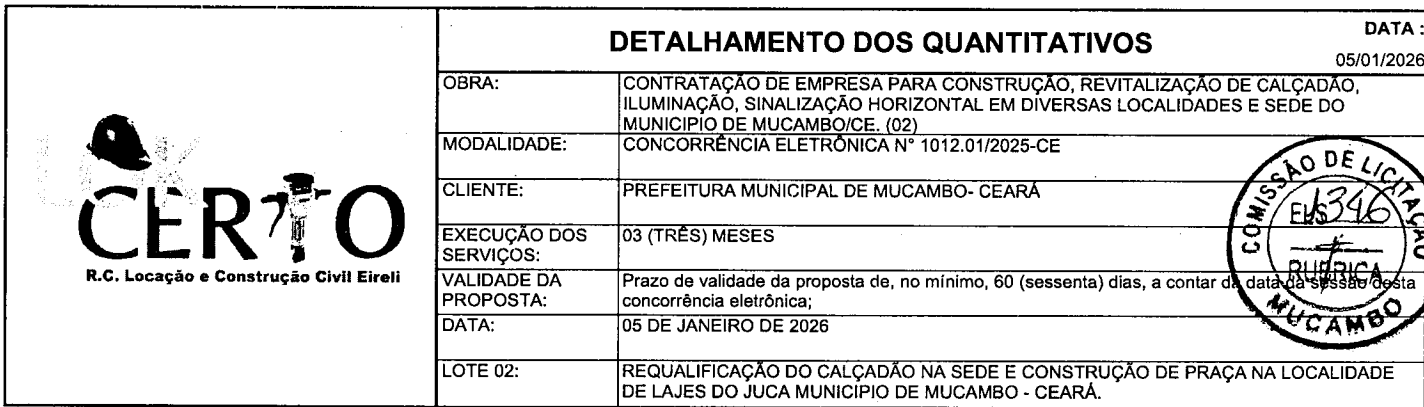 DETALHAMENTO DOS QUANTITATIVOS
DATA :
05/01/2026
OBRA:
CONTRATAÇÃO DE EMPRESA PARA CONSTRUÇÃO, REVITALIZAÇÃO DE CALÇADÃO,
ILUMINAÇÃO, SINALIZAÇÃO HORIZONTAL EM DIVERSAS LOCALIDADES E SEDE DO
MUNICIPIO DE MUCAMBO/CE. (02)
MODALIDADE:
CONCORRÊNCIA ELETRÔNICA N° 1012.01/2025-CE
CLIENTE:
PREFEITURA MUNICIPAL DE MUCAMBO- CEARÁ
EXECUÇÃO DOS
SERVIÇOS:
03 (TRÊS) MESES
VALIDADE DA
PROPOSTA:
Prazo de validade da proposta de, no mínimo, 60 (sessenta) dias, a contar da data da sessão desta
concorrência eletrônica;
DATA:
05 DE JANEIRO DE 2026
LOTE 02:
REQUALIFICAÇÃO DO CALÇADÃO NA SEDE E CONSTRUÇÃO DE PRAÇA NA LOCALIDADE
DE LAJES DO JUCA MUNICIPIO DE MUCAMBO - CEARÁ.
LOK
CERTO
R.C. Locação e Construção Civil Eireli
COMISSÃO DE LICITAÇÃO
1346
RUBRICA
MUCAMBO